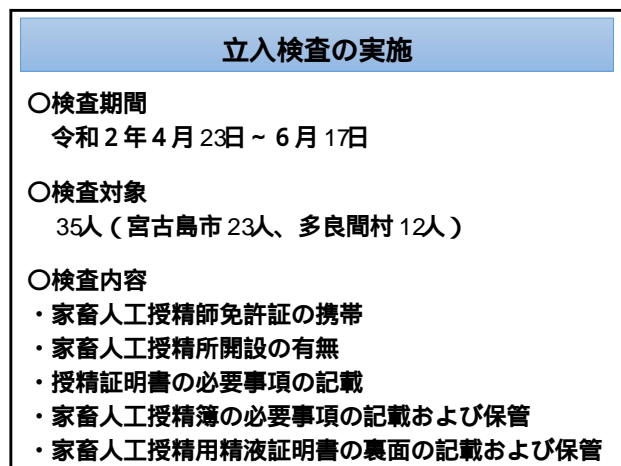 立入検査の実施
〇検査期間
令和２年４月23日～６月17日
〇検査対象
35人（宮古島市23人、多良間村12人）
〇検査内容
・家畜人工授精師免許証の携帯
・家畜人工授精所開設の有無
・授精証明書の必要事項の記載
・家畜人工授精簿の必要事項の記載および保管
・家畜人工授精用精液証明書の裏面の記載および保管